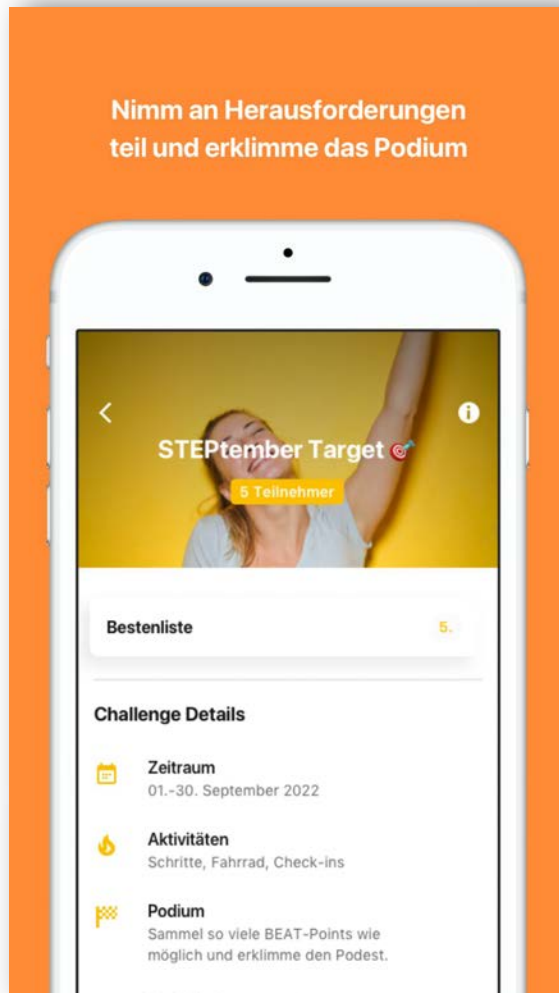 Nimm an Herausforderungen
teil und erklimme das Podium
STEPtember Target 🎯
5 Teilnehmer
Bestenliste 5.
Challenge Details
Zeitraum
01.-30. September 2022
Aktivitäten
Schritte, Fahrrad, Check-ins
Podium
Sammel so viele BEAT-Points wie
möglich und erklimme den Podest.